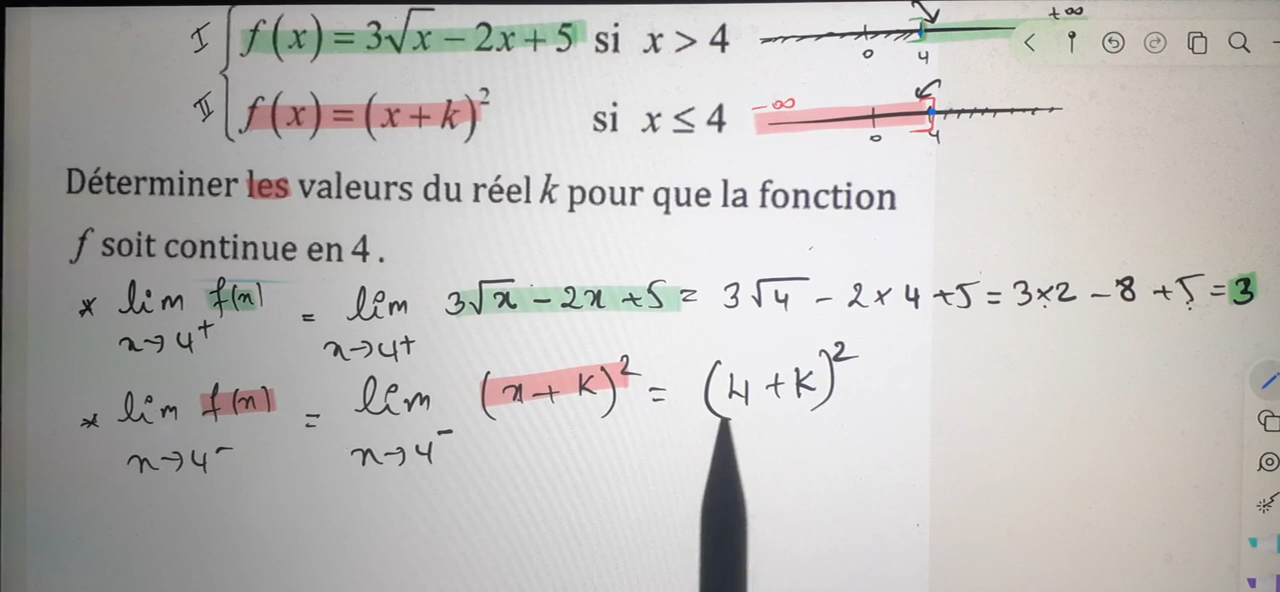 I f(x) = 3√x − 2x + 5 si x > 4 0 4 +∞
II f(x) = (x + k)² si x ≤ 4 −∞ 0 4
Déterminer les valeurs du réel k pour que la fonction
f soit continue en 4 .
* lim f(x) = lim 3√x − 2x + 5 = 3√4 − 2 × 4 + 5 = 3×2 − 8 + 5 = 3
x→4+ x→4+
* lim f(x) = lim (x + k)² = (4 + k)²
x→4− x→4−